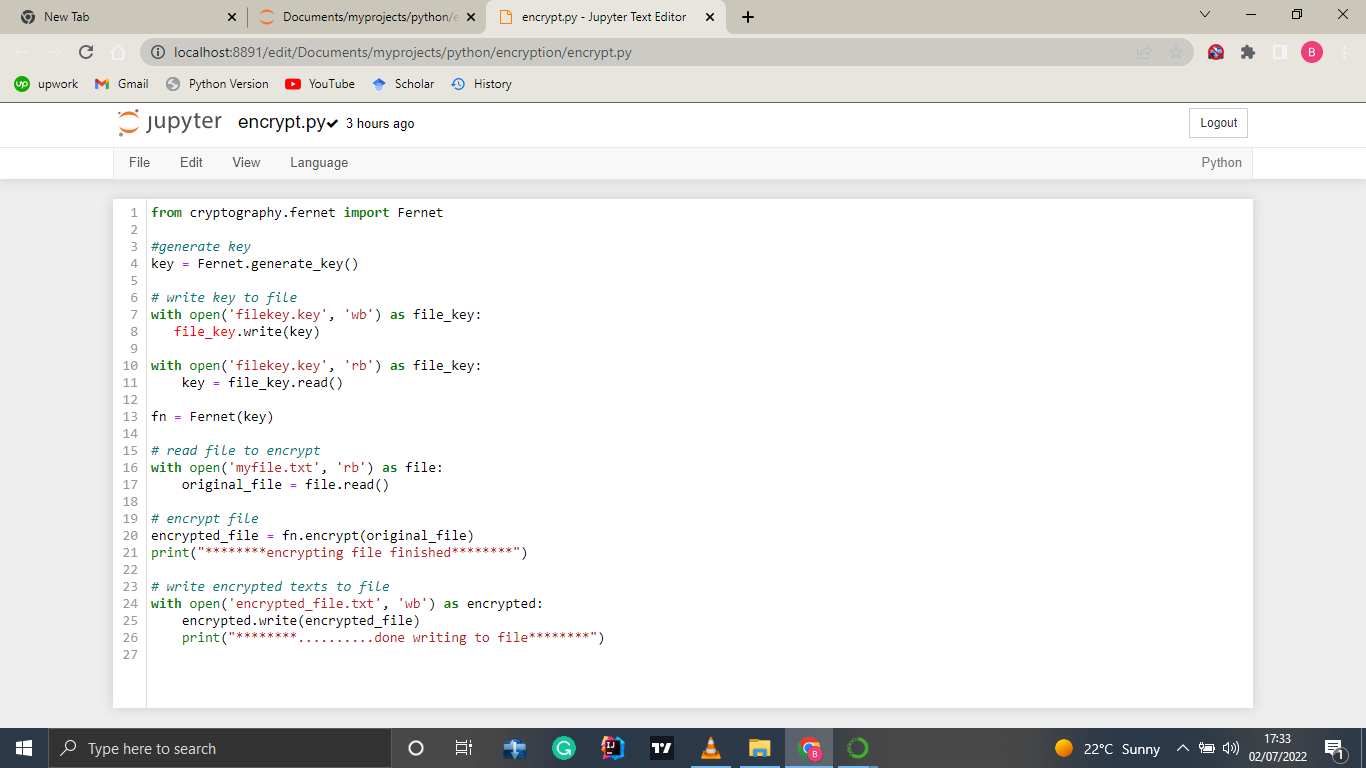 New Tab
Documents/myprojects/python/e
encrypt.py - Jupyter Text Editor
localhost:8891/edit/Documents/myprojects/python/encryption/encrypt.py
B
up upwork
Gmail
Python Version
YouTube
Scholar
History
jupyter encrypt.py✔ 3 hours ago
Logout
File Edit View Language
Python
1 from cryptography.fernet import Fernet
2
3 #generate key
4 key = Fernet.generate_key()
5
6 # write key to file
7 with open('filekey.key', 'wb') as file_key:
8    file_key.write(key)
9
10 with open('filekey.key', 'rb') as file_key:
11     key = file_key.read()
12
13 fn = Fernet(key)
14
15 # read file to encrypt
16 with open('myfile.txt', 'rb') as file:
17     original_file = file.read()
18
19 # encrypt file
20 encrypted_file = fn.encrypt(original_file)
21 print("********encrypting file finished********")
22
23 # write encrypted texts to file
24 with open('encrypted_file.txt', 'wb') as encrypted:
25     encrypted.write(encrypted_file)
26     print("********..........done writing to file********")
27
Type here to search
G
IJ
B
22°C Sunny
17:33
02/07/2022
1